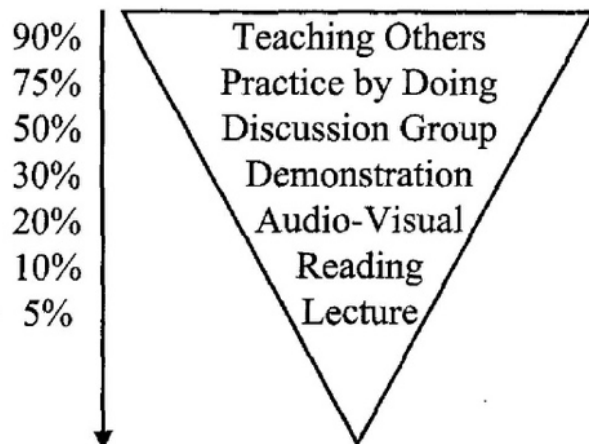 90% Teaching Others
75% Practice by Doing
50% Discussion Group
30% Demonstration
20% Audio-Visual
10% Reading
5% Lecture